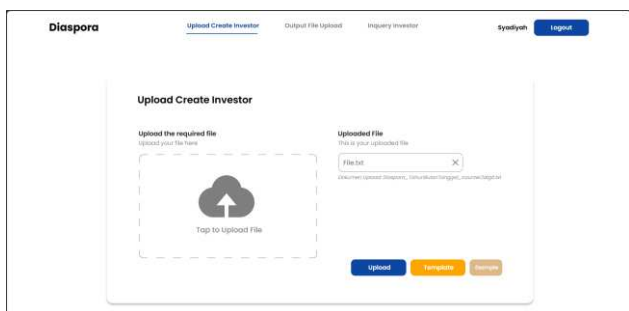 Diaspora Upload Create Investor Output File Upload Inquery Investor Syadiyah Logout
Upload Create Investor
Upload the required file
Upload your file here
Tap to Upload File
Uploaded File
This is your uploaded file
File.txt
Upload Template